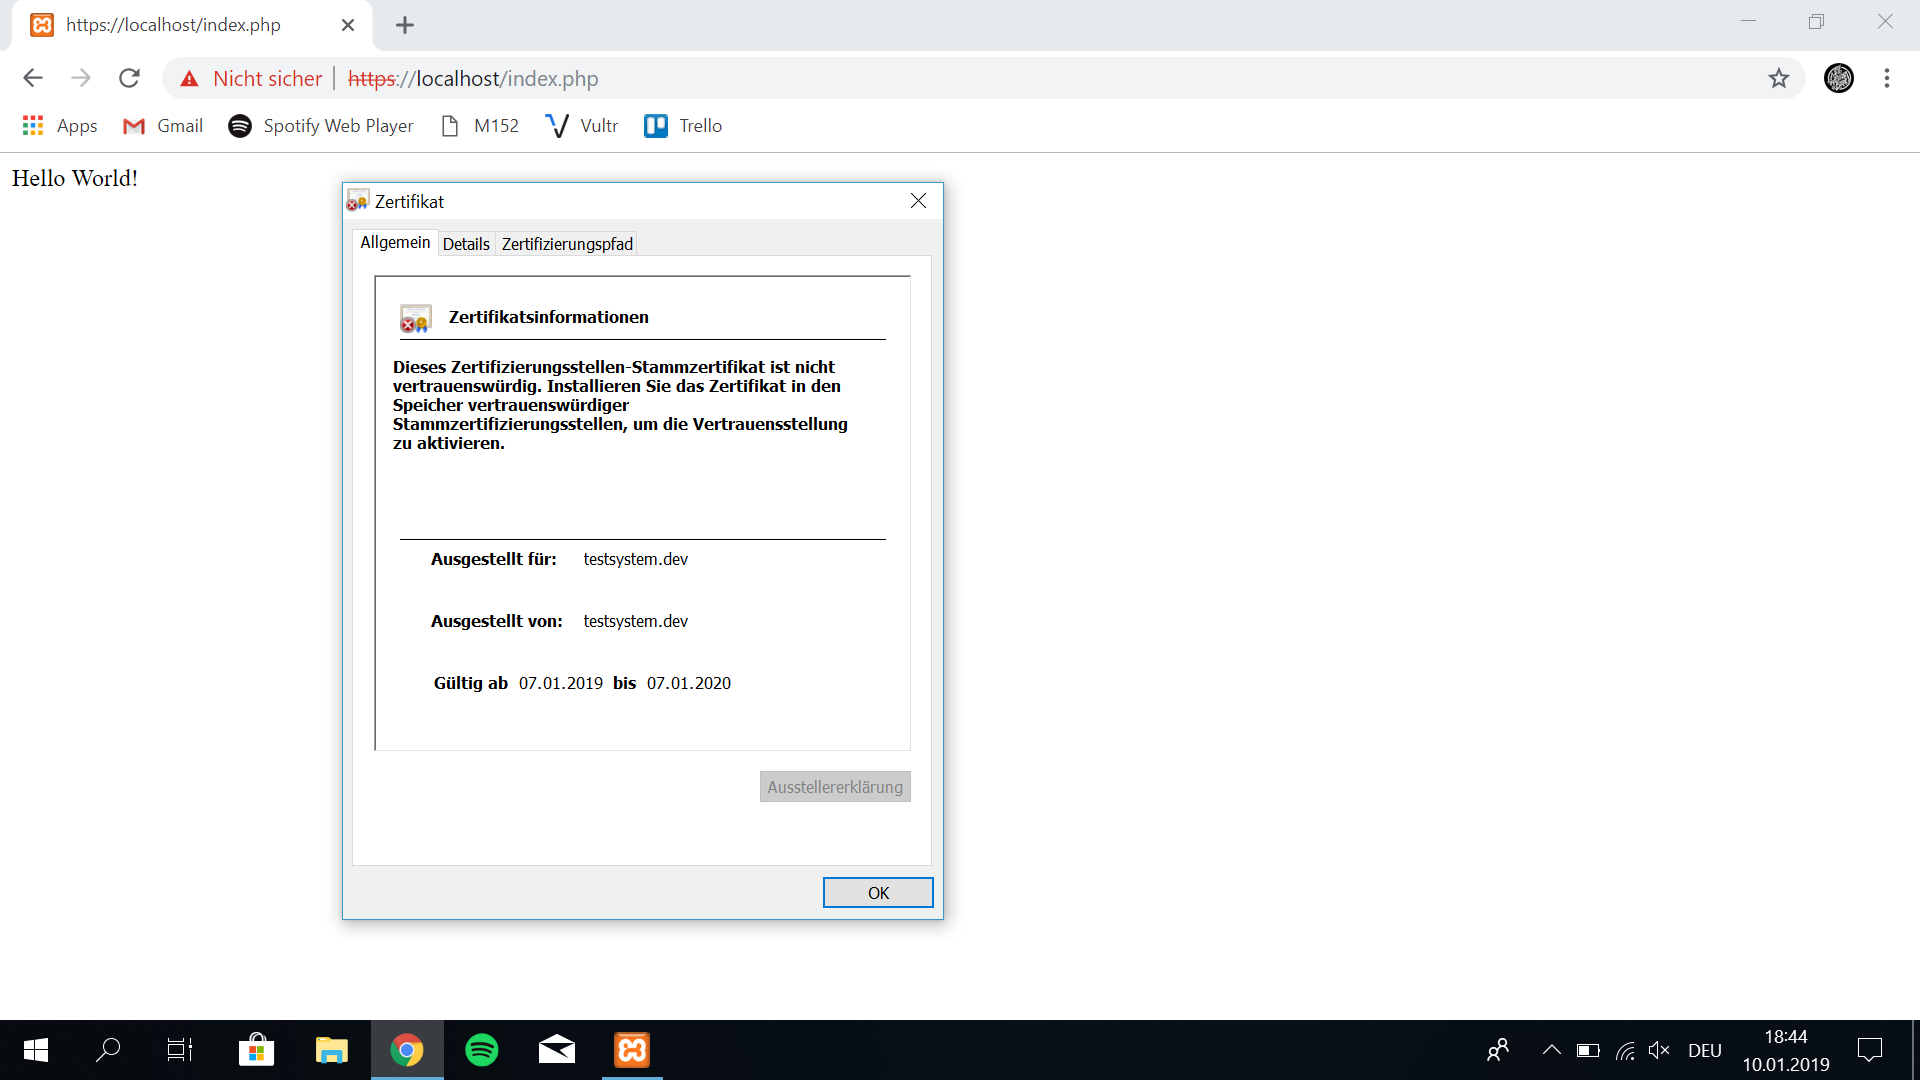 https://localhost/index.php
Nicht sicher | https://localhost/index.php
Apps Gmail Spotify Web Player M152 Vultr Trello
Hello World!
Zertifikat
Allgemein Details Zertifizierungspfad
Zertifikatsinformationen
Dieses Zertifizierungsstellen-Stammzertifikat ist nicht
vertrauenswürdig. Installieren Sie das Zertifikat in den
Speicher vertrauenswürdiger
Stammzertifizierungsstellen, um die Vertrauensstellung
zu aktivieren.
Ausgestellt für: testsystem.dev
Ausgestellt von: testsystem.dev
Gültig ab 07.01.2019 bis 07.01.2020
Ausstellererklärung
OK
DEU
18:44
10.01.2019